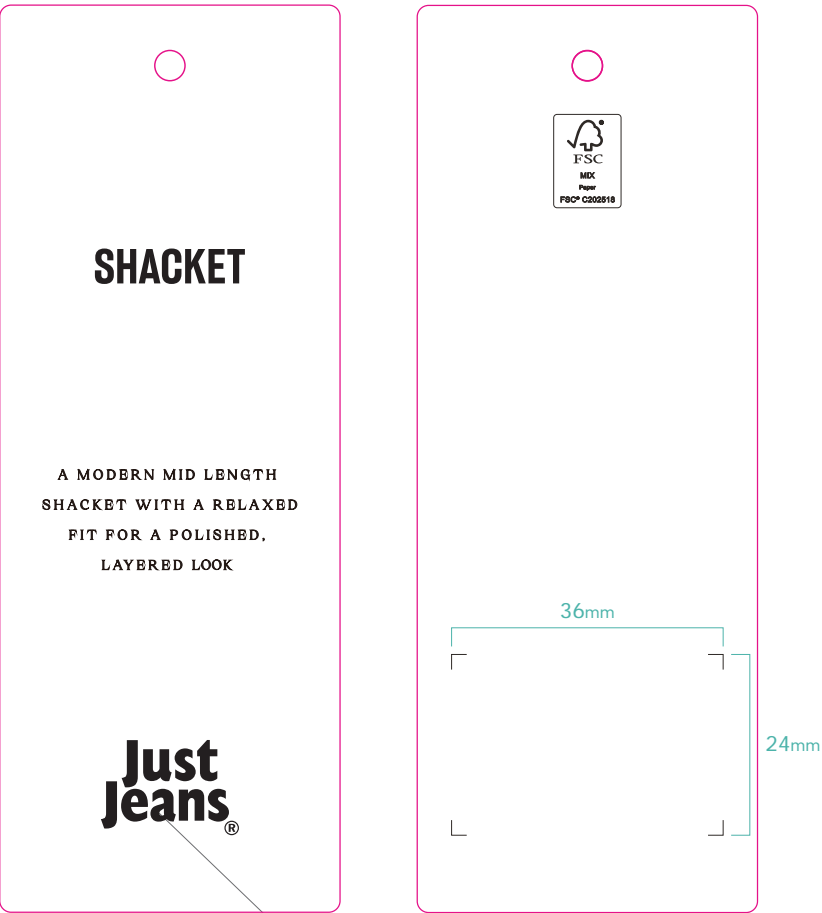 SHACKET
A MODERN MID LENGTH
SHACKET WITH A RELAXED
FIT FOR A POLISHED,
LAYERED LOOK
Just
Jeans®
FSC
MIX
Paper
FSC® C202518
36mm
24mm